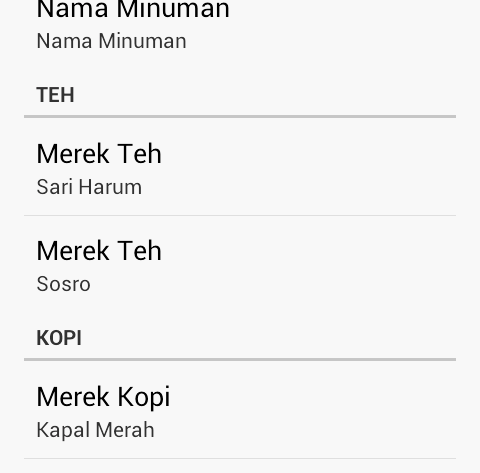 Nama Minuman
Nama Minuman
TEH
Merek Teh
Sari Harum
Merek Teh
Sosro
KOPI
Merek Kopi
Kapal Merah